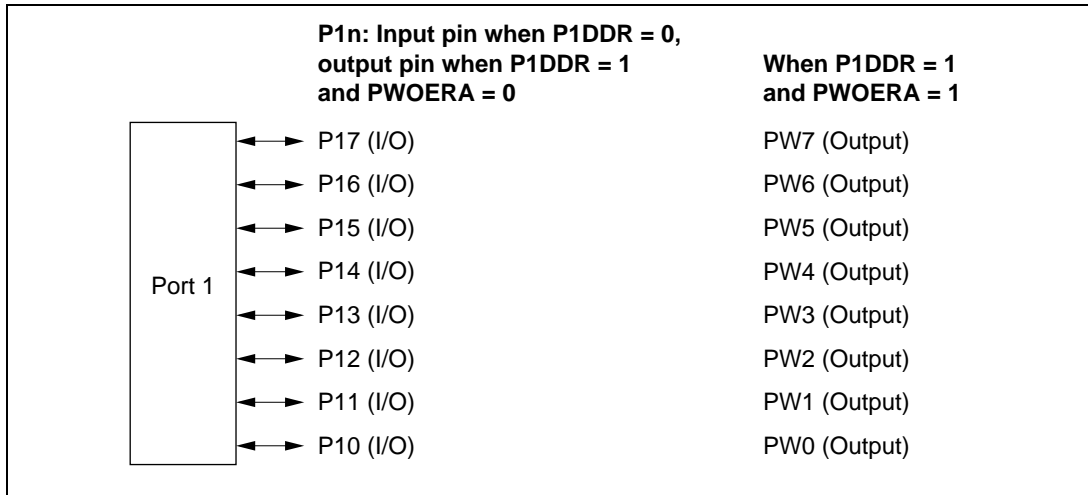 P1n: Input pin when P1DDR = 0,
output pin when P1DDR = 1
and PWOERA = 0
When P1DDR = 1
and PWOERA = 1
Port 1
P17 (I/O) PW7 (Output)
P16 (I/O) PW6 (Output)
P15 (I/O) PW5 (Output)
P14 (I/O) PW4 (Output)
P13 (I/O) PW3 (Output)
P12 (I/O) PW2 (Output)
P11 (I/O) PW1 (Output)
P10 (I/O) PW0 (Output)